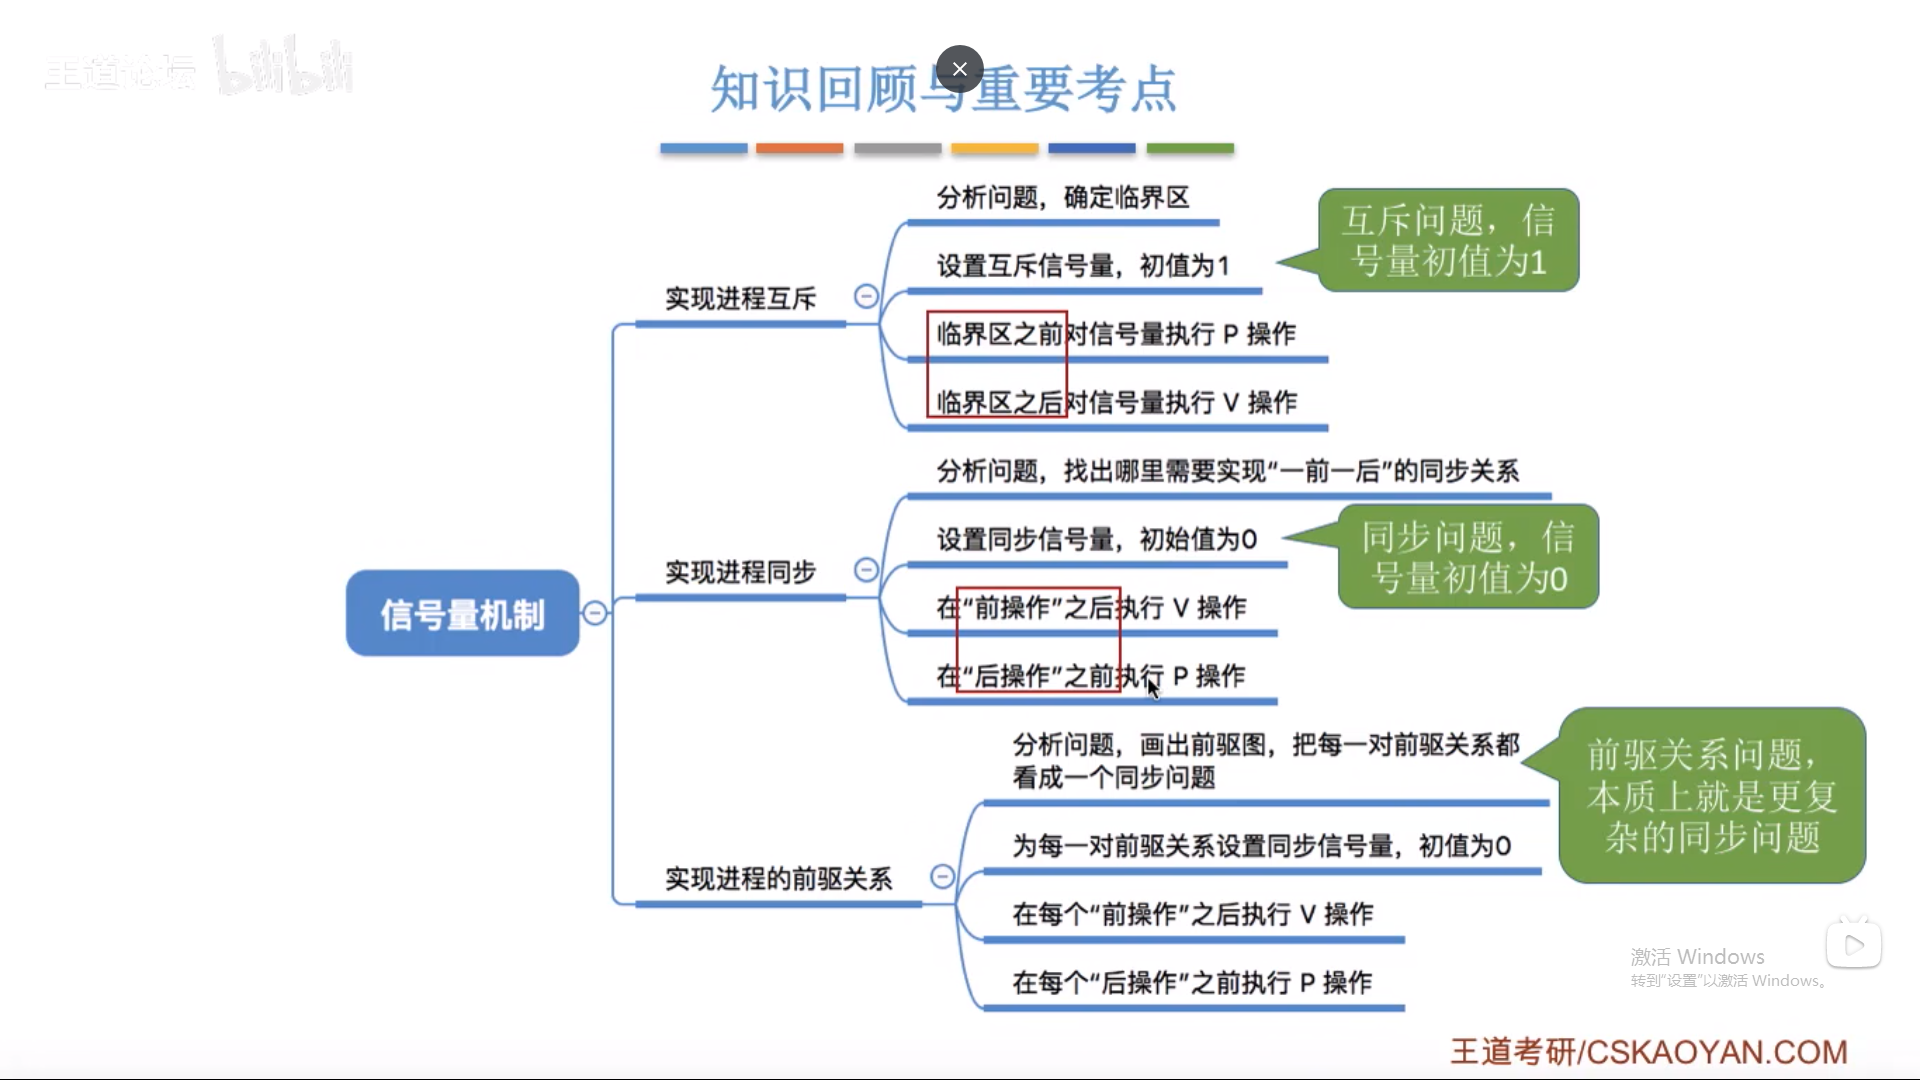 王道论坛 bilibili
知识回顾与重要考点
分析问题，确定临界区
设置互斥信号量，初值为1
实现进程互斥
临界区之前对信号量执行 P 操作
临界区之后对信号量执行 V 操作
互斥问题，信
号量初值为1
分析问题，找出哪里需要实现“一前一后”的同步关系
设置同步信号量，初始值为0
实现进程同步
在“前操作”之后执行 V 操作
在“后操作”之前执行 P 操作
同步问题，信
号量初值为0
信号量机制
分析问题，画出前驱图，把每一对前驱关系都
看成一个同步问题
为每一对前驱关系设置同步信号量，初值为0
实现进程的前驱关系
在每个“前操作”之后执行 V 操作
在每个“后操作”之前执行 P 操作
前驱关系问题，
本质上就是更复
杂的同步问题
激活 Windows
转到“设置”以激活 Windows。
王道考研/CSKAOYAN.COM